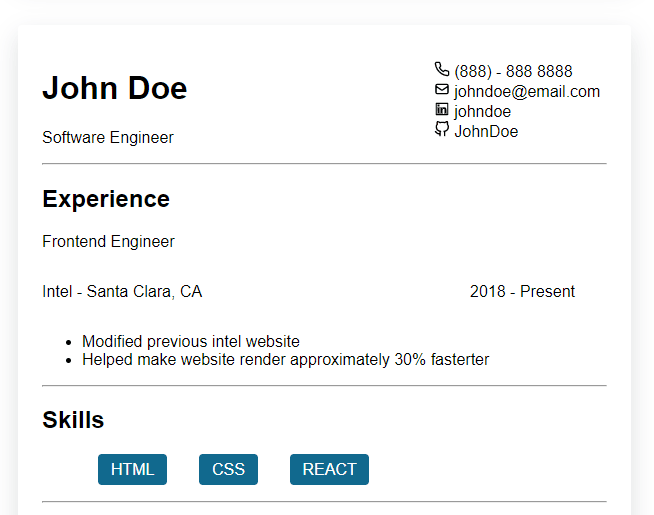 John Doe
Software Engineer
(888) - 888 8888
johndoe@email.com
johndoe
JohnDoe
Experience
Frontend Engineer
Intel - Santa Clara, CA 2018 - Present
• Modified previous intel website
• Helped make website render approximately 30% fasterter
Skills
HTML CSS REACT